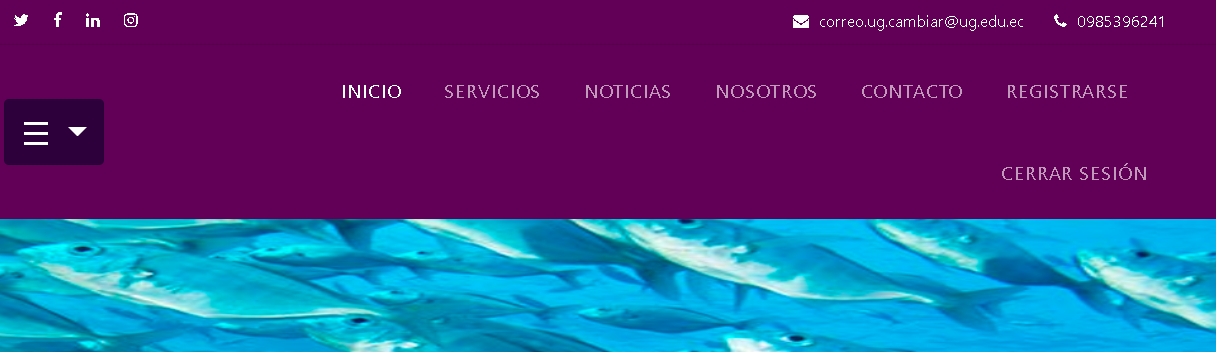 correo.ug.cambiar@ug.edu.ec 0985396241
INICIO SERVICIOS NOTICIAS NOSOTROS CONTACTO REGISTRARSE
CERRAR SESIÓN